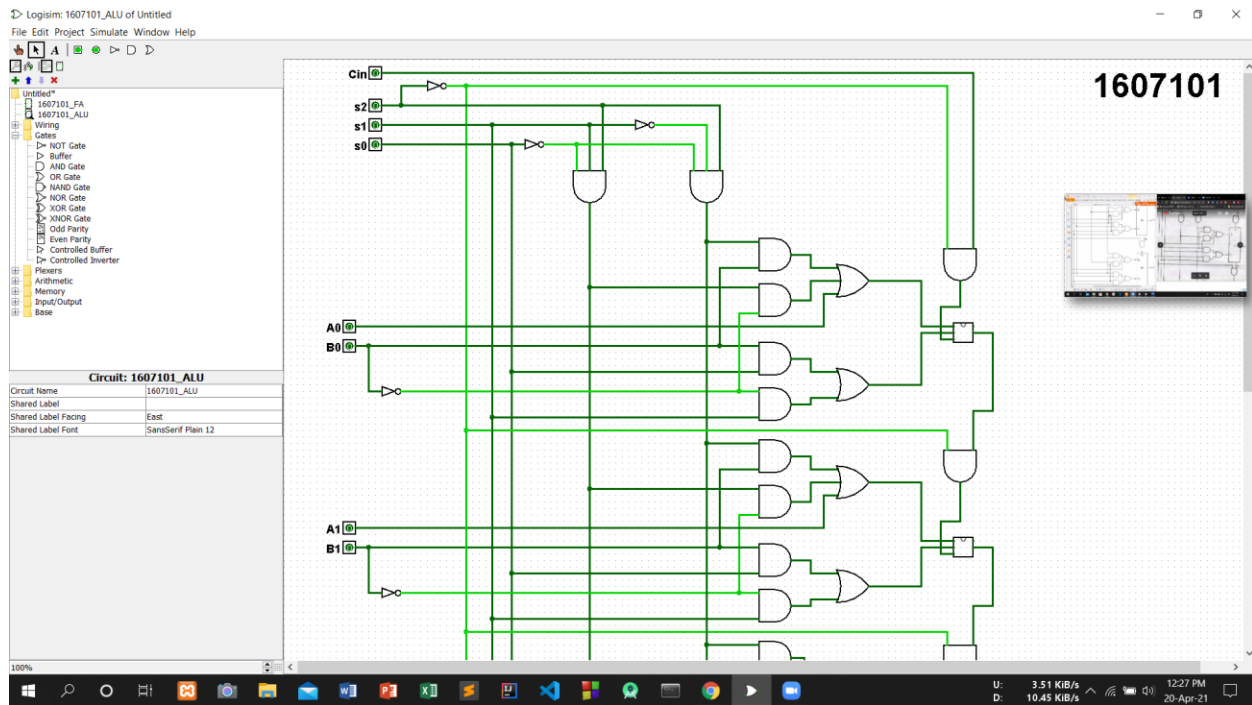 Logisim: 1607101_ALU of Untitled
File Edit Project Simulate Window Help
A
Untitled*
1607101_FA
1607101_ALU
Wiring
Gates
NOT Gate
Buffer
AND Gate
OR Gate
NAND Gate
NOR Gate
XOR Gate
XNOR Gate
Odd Parity
Even Parity
Controlled Buffer
Controlled Inverter
Plexers
Arithmetic
Memory
Input/Output
Base
Circuit: 1607101_ALU
Circuit Name 1607101_ALU
Shared Label
Shared Label Facing East
Shared Label Font SansSerif Plain 12
100%
Cin
s2
s1
s0
1607101
A0
B0
A1
B1
U: 3.51 KiB/s
D: 10.45 KiB/s
12:27 PM
20-Apr-21